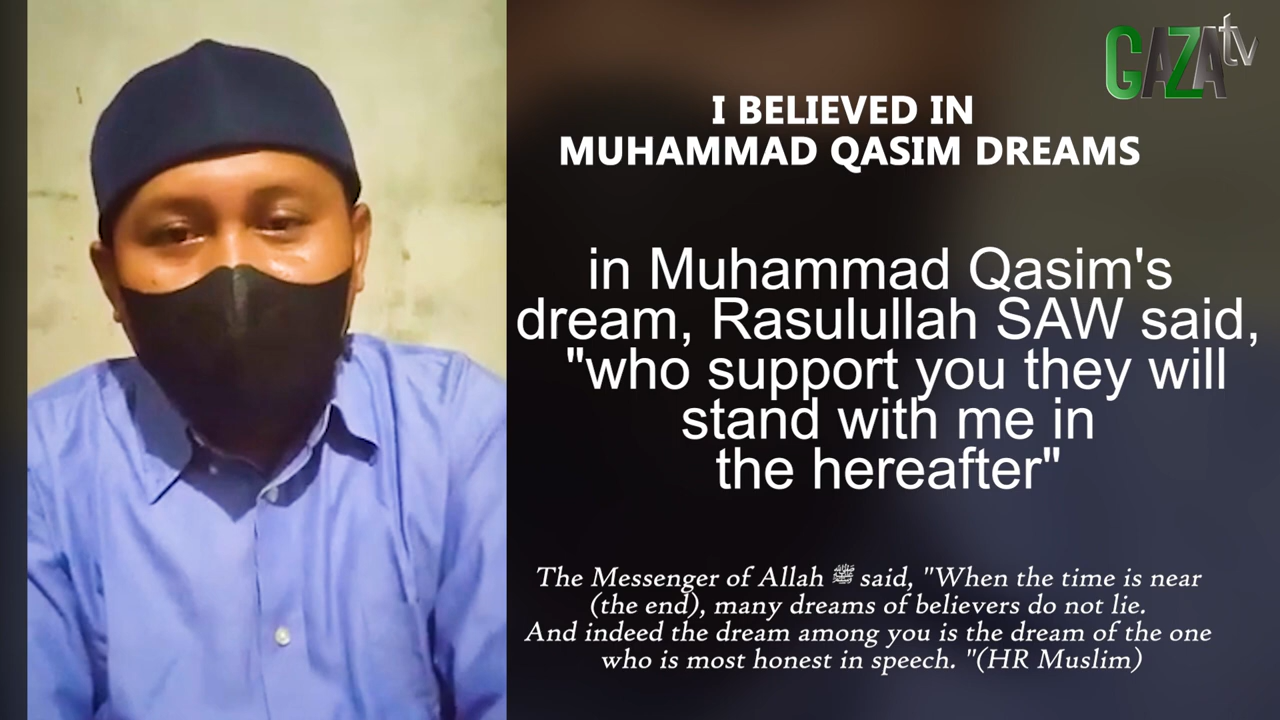 GAZA tv
I BELIEVED IN
MUHAMMAD QASIM DREAMS
in Muhammad Qasim's
dream, Rasulullah SAW said,
"who support you they will
stand with me in
the hereafter"
The Messenger of Allah ﷺ said, "When the time is near
(the end), many dreams of believers do not lie.
And indeed the dream among you is the dream of the one
who is most honest in speech. "(HR Muslim)